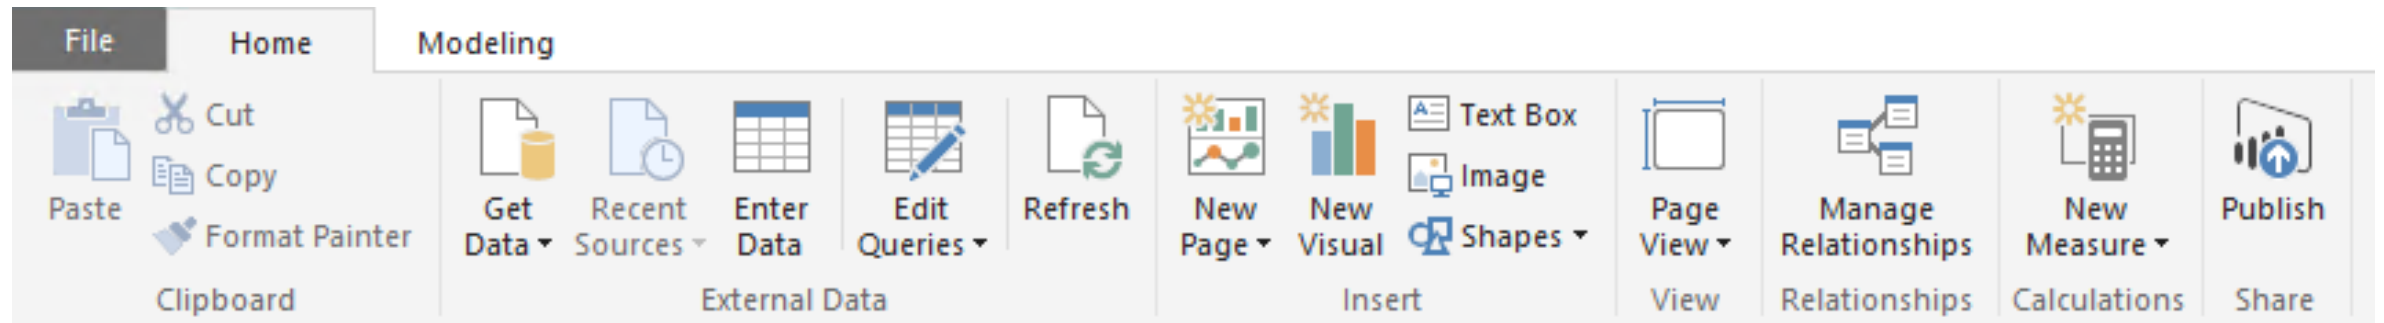 File
Home
Modeling
Paste
Cut
Copy
Format Painter
Clipboard
Get
Data
Recent
Sources
Enter
Data
Edit
Queries
Refresh
External Data
New
Page
New
Visual
A
Text Box
Image
Shapes
Insert
Page
View
View
Manage
Relationships
Relationships
New
Measure
Calculations
Publish
Share